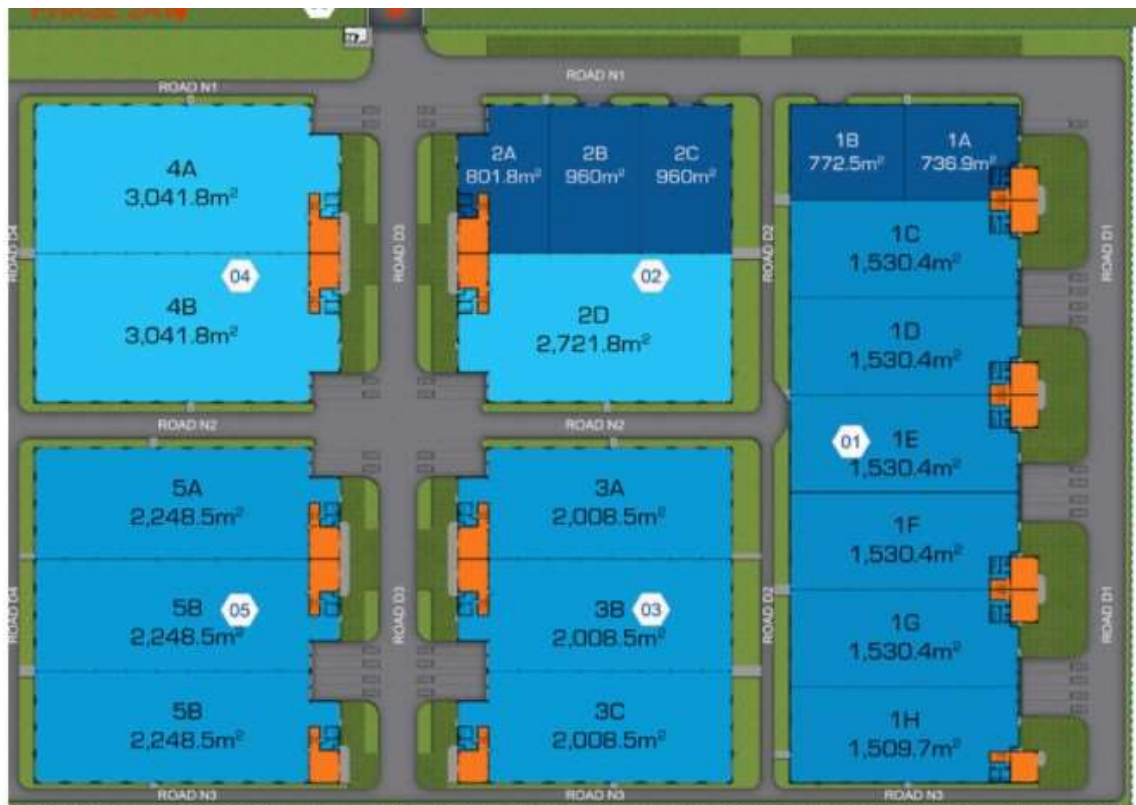 ROAD N1
ROAD N1
4A
3,041.8m²
2A
801.8m²
2B
960m²
2C
960m²
1B
772.5m²
1A
736.9m²
ROAD D4
ROAD D3
ROAD D2
ROAD D1
1C
1,530.4m²
04
02
4B
3,041.8m²
2D
2,721.8m²
1D
1,530.4m²
ROAD N2
ROAD N2
01
1E
1,530.4m²
5A
2,248.5m²
3A
2,008.5m²
1F
1,530.4m²
ROAD D4
ROAD D3
ROAD D2
ROAD D1
5B
05
2,248.5m²
3B
03
2,008.5m²
1G
1,530.4m²
5B
2,248.5m²
3C
2,008.5m²
1H
1,509.7m²
ROAD N3
ROAD N3
ROAD N3